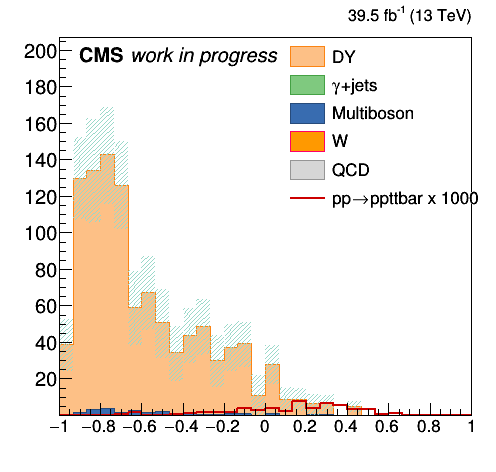 39.5 fb⁻¹ (13 TeV)
CMS work in progress
DY
γ+jets
Multiboson
W
QCD
pp→ppttbar x 1000
200
180
160
140
120
100
80
60
40
20
−1 −0.8 −0.6 −0.4 −0.2 0 0.2 0.4 0.6 0.8 1